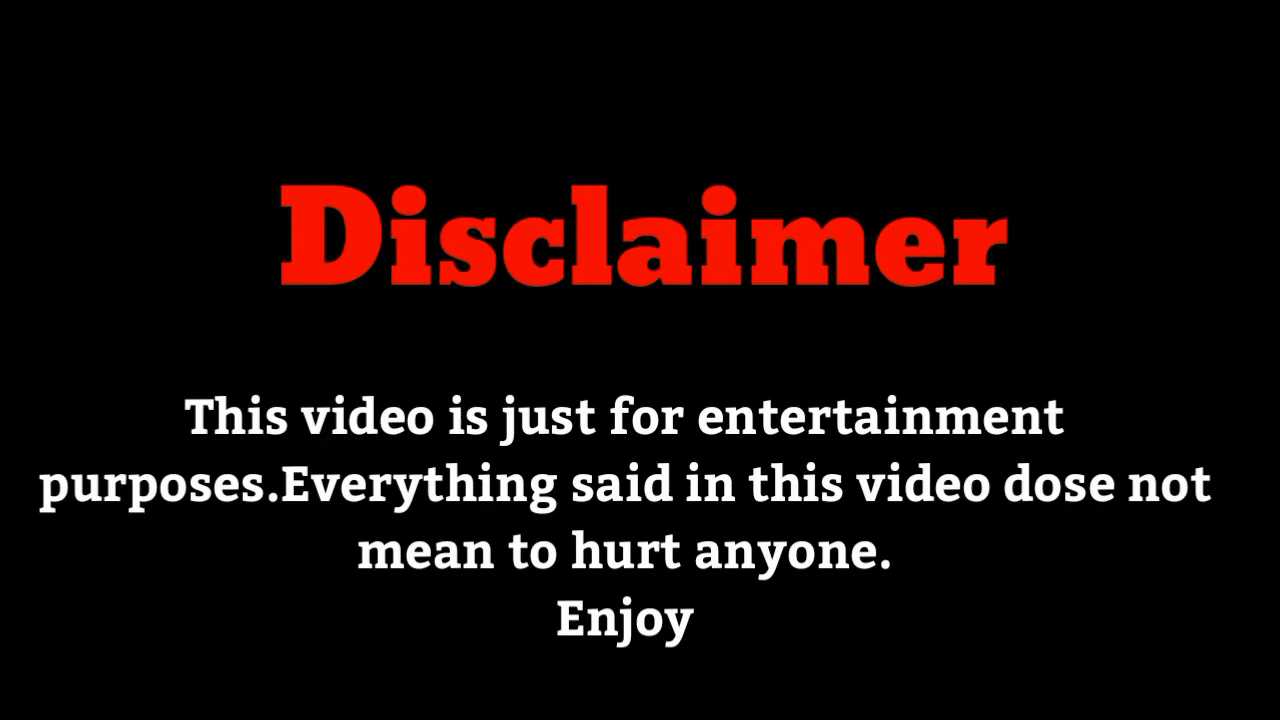 Disclaimer
This video is just for entertainment
purposes.Everything said in this video dose not
mean to hurt anyone.
Enjoy